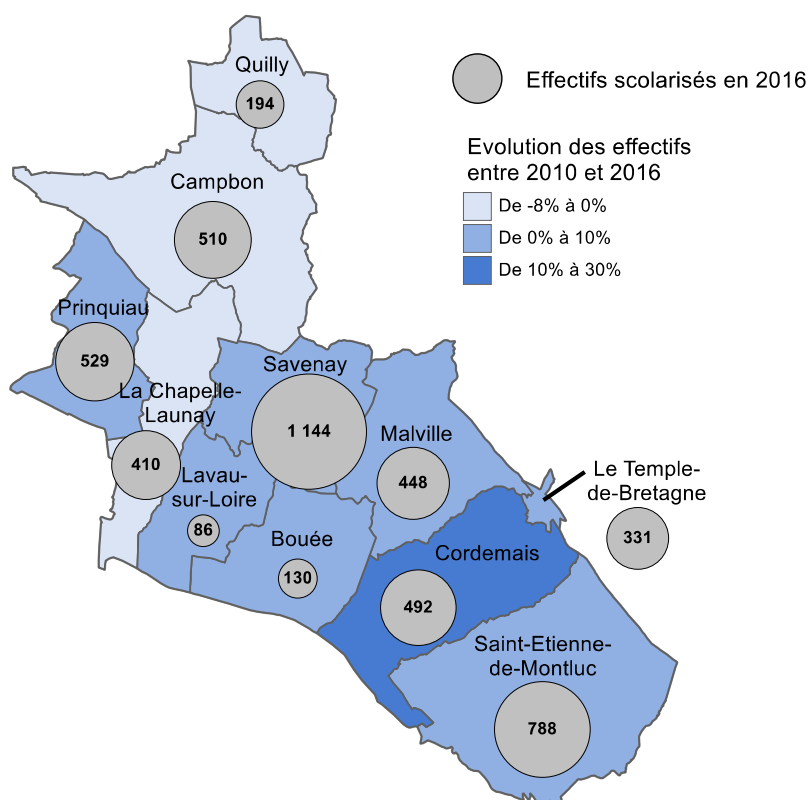 Quilly
194
Effectifs scolarisés en 2016
Evolution des effectifs
entre 2010 et 2016
De -8% à 0%
De 0% à 10%
De 10% à 30%
Campbon
510
Prinquiau
529
La Chapelle-
Launay
410
Savenay
1 144
Malville
448
Lavau-
sur-Loire
86
Bouée
130
Le Temple-
de-Bretagne
331
Cordemais
492
Saint-Etienne-
de-Montluc
788